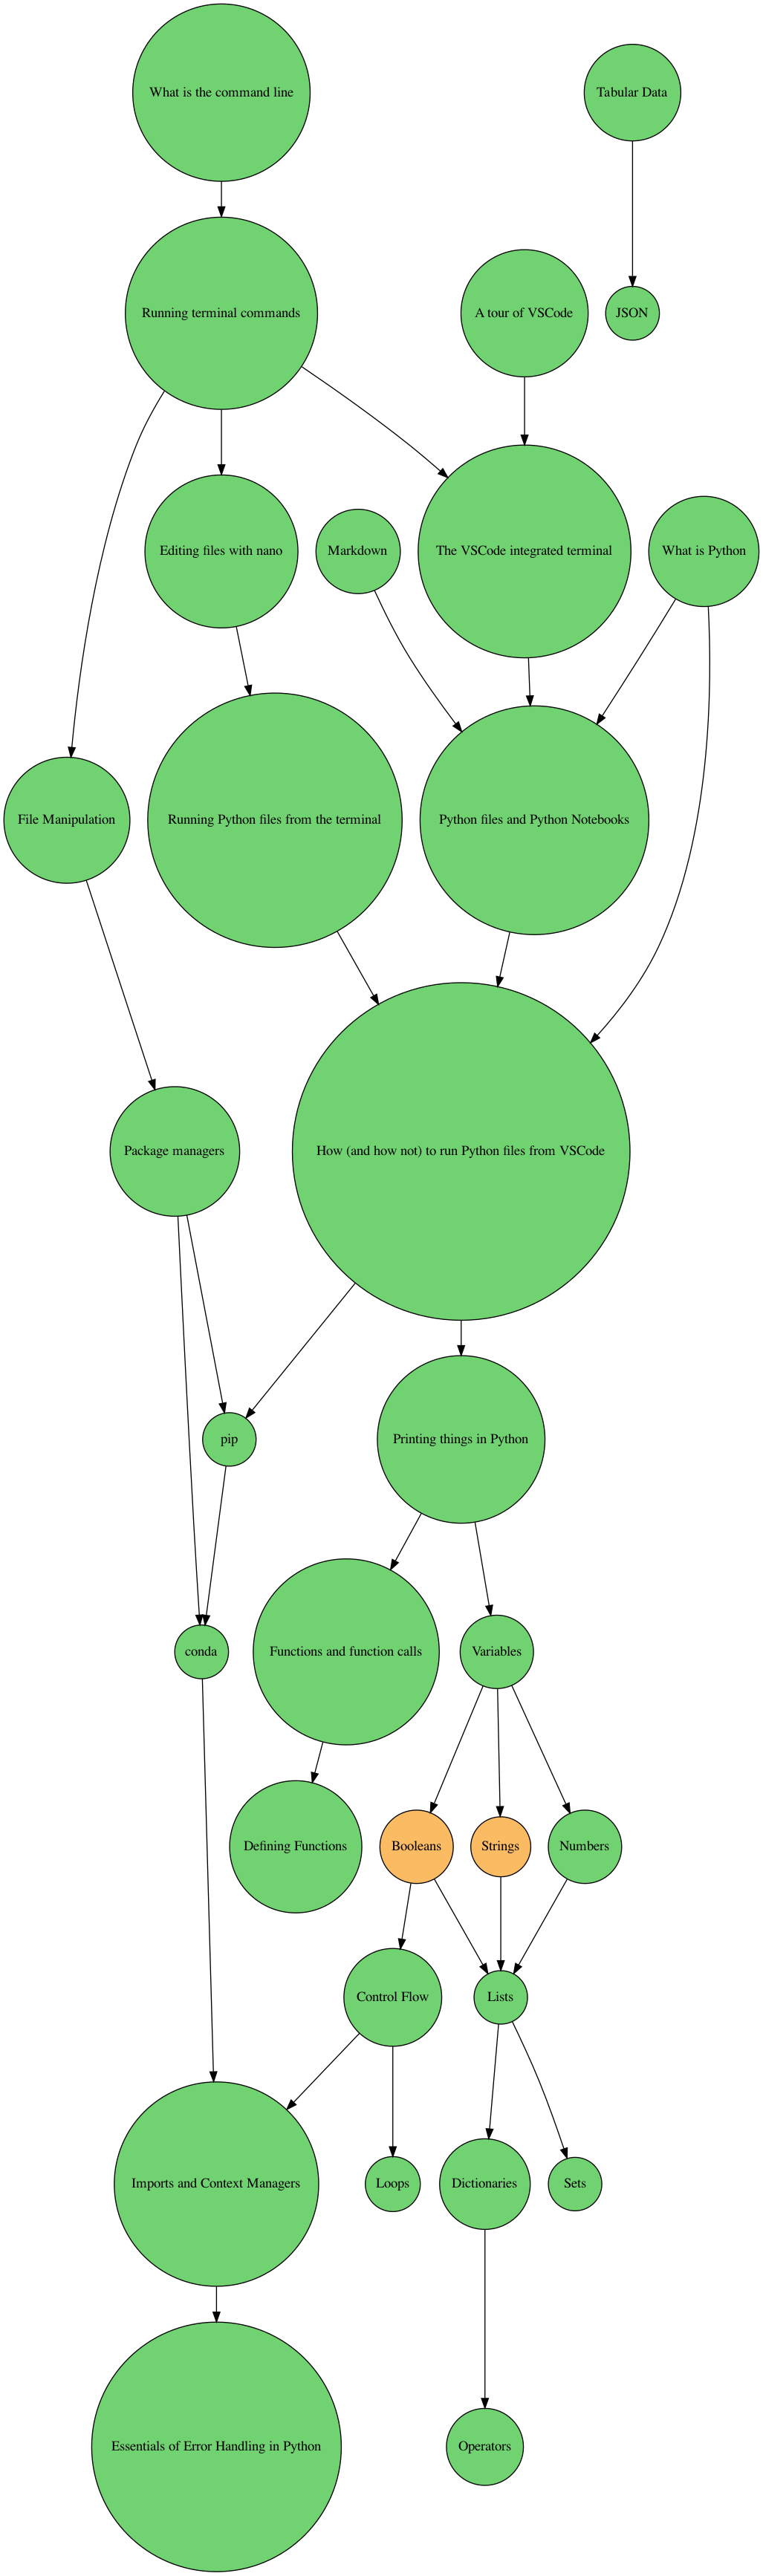 What is the command line
Tabular Data
Running terminal commands
A tour of VSCode
JSON
Editing files with nano
Markdown
The VSCode integrated terminal
What is Python
File Manipulation
Running Python files from the terminal
Python files and Python Notebooks
Package managers
How (and how not) to run Python files from VSCode
pip
Printing things in Python
conda
Functions and function calls
Variables
Defining Functions
Booleans
Strings
Numbers
Control Flow
Lists
Imports and Context Managers
Loops
Dictionaries
Sets
Essentials of Error Handling in Python
Operators